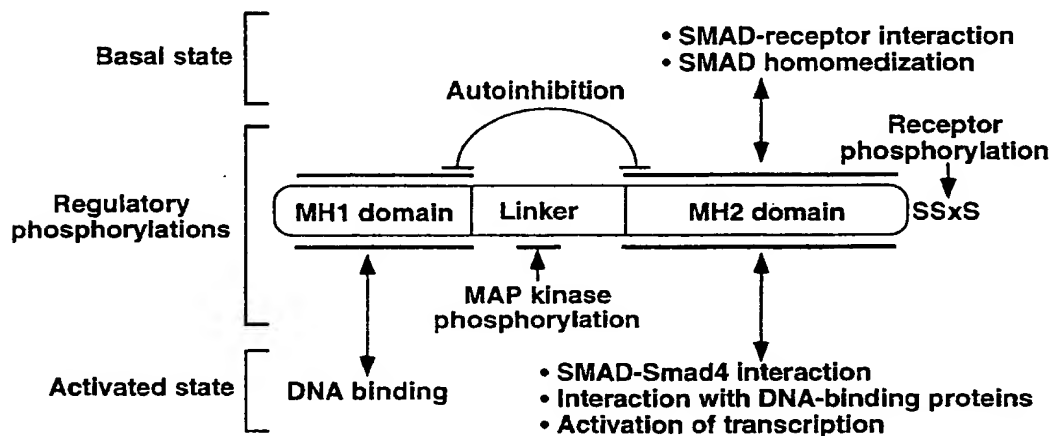 Basal state
• SMAD-receptor interaction
• SMAD homomedization
Autoinhibition
Receptor
phosphorylation
Regulatory
phosphorylations
MH1 domain
Linker
MH2 domain
SSxS
MAP kinase
phosphorylation
Activated state
DNA binding
• SMAD-Smad4 interaction
• Interaction with DNA-binding proteins
• Activation of transcription